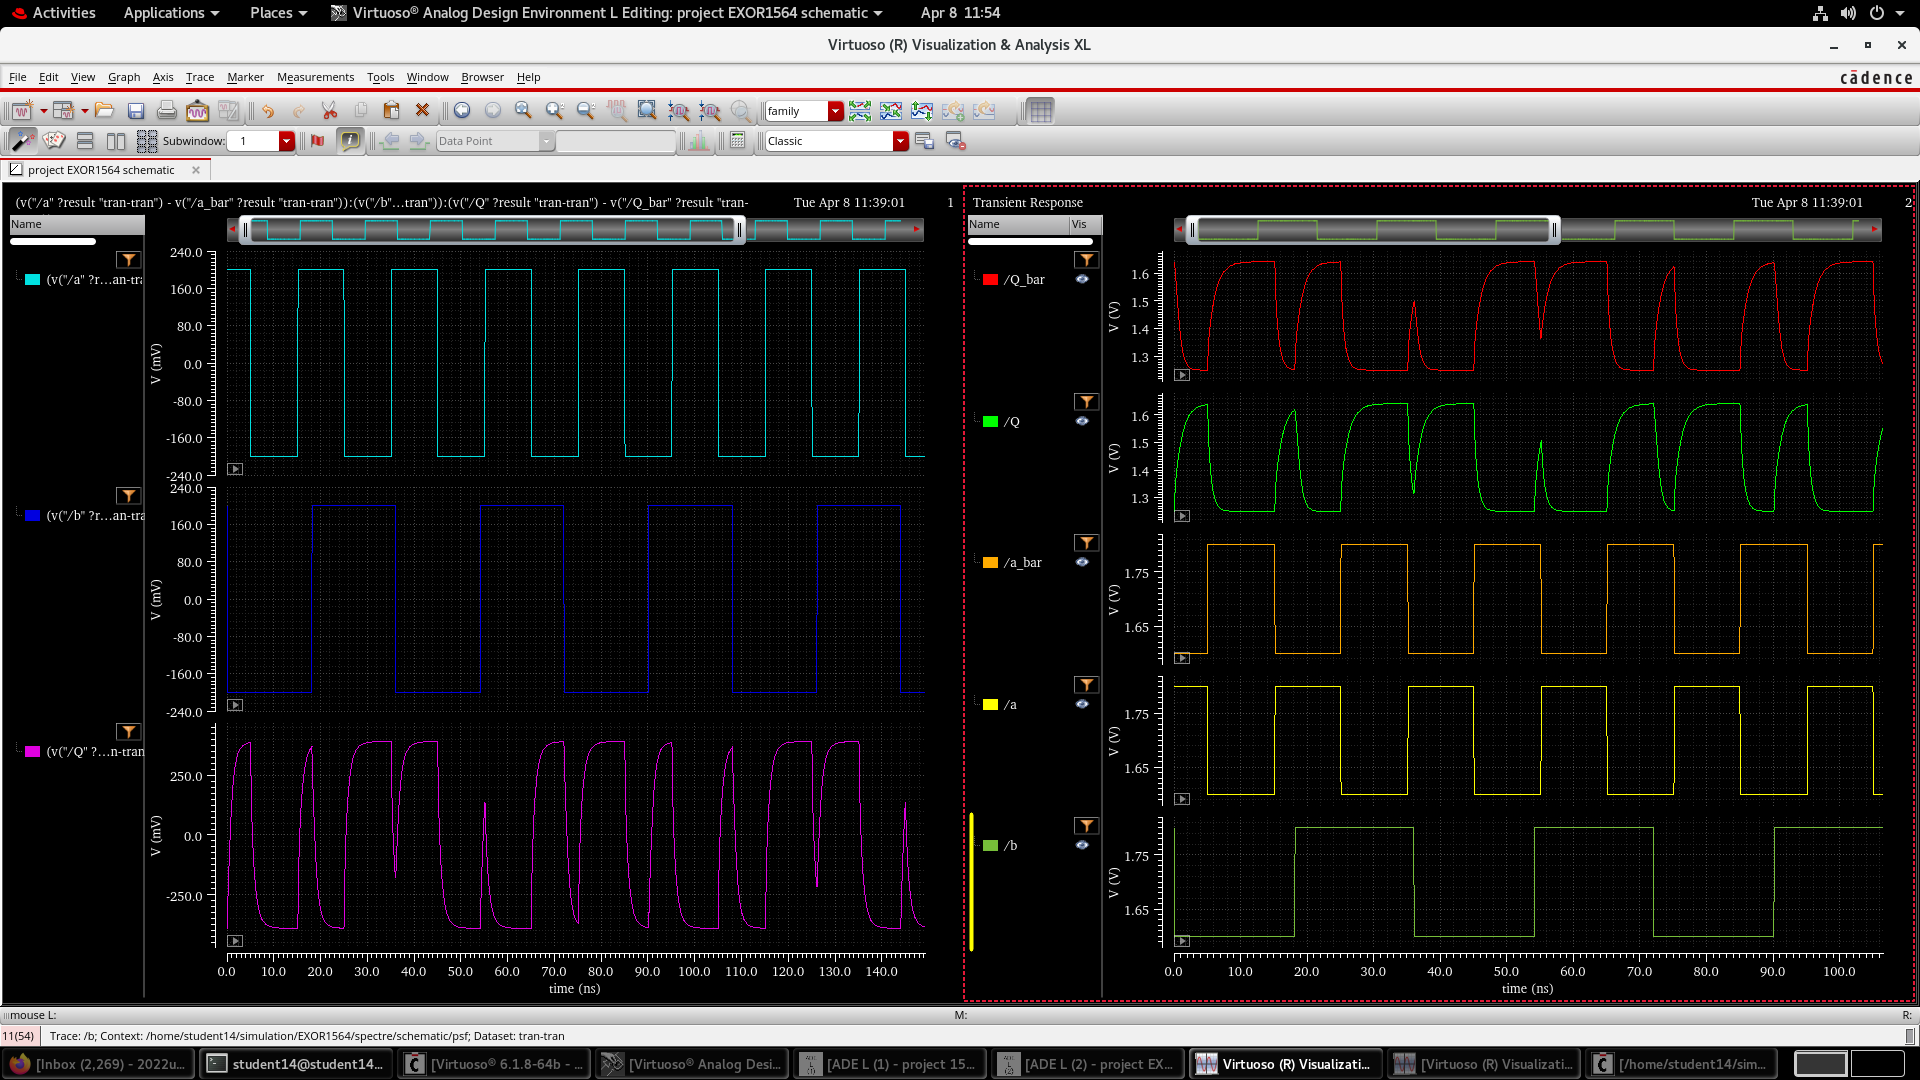 Activities Applications Places Virtuoso® Analog Design Environment L Editing: project EXOR1564 schematic Apr 8 11:54
Virtuoso (R) Visualization & Analysis XL
File Edit View Graph Axis Trace Marker Measurements Tools Window Browser Help cādence
family
Subwindow: 1 Data Point Classic
project EXOR1564 schematic
(v("/a" ?result "tran-tran") - v("/a_bar" ?result "tran-tran")):(v("/b"...tran")):(v("/Q" ?result "tran-tran") - v("/Q_bar" ?result "tran- Tue Apr 8 11:39:01 1
Name
240.0
(v("/a" ?r...an-tra
160.0
80.0
0.0
-80.0
-160.0
-240.0
V (mV)
240.0
(v("/b" ?r...an-tra
160.0
80.0
0.0
-80.0
-160.0
-240.0
V (mV)
(v("/Q" ?...n-tran
250.0
0.0
-250.0
V (mV)
0.0 10.0 20.0 30.0 40.0 50.0 60.0 70.0 80.0 90.0 100.0 110.0 120.0 130.0 140.0
time (ns)
Transient Response Tue Apr 8 11:39:01 2
Name Vis
/Q_bar
1.6
1.5
1.4
1.3
V (V)
/Q
1.6
1.5
1.4
1.3
V (V)
/a_bar
1.75
1.65
V (V)
/a
1.75
1.65
V (V)
/b
1.75
1.65
V (V)
0.0 10.0 20.0 30.0 40.0 50.0 60.0 70.0 80.0 90.0 100.0
time (ns)
mouse L: M: R:
11(54) Trace: /b; Context: /home/student14/simulation/EXOR1564/spectre/schematic/psf; Dataset: tran-tran
[Inbox (2,269) - 2022u... student14@student14... [Virtuoso® 6.1.8-64b - ... [Virtuoso® Analog Desi... [ADE L (1) - project 15... [ADE L (2) - project EX... Virtuoso (R) Visualizati... [Virtuoso (R) Visualizati... [/home/student14/sim...